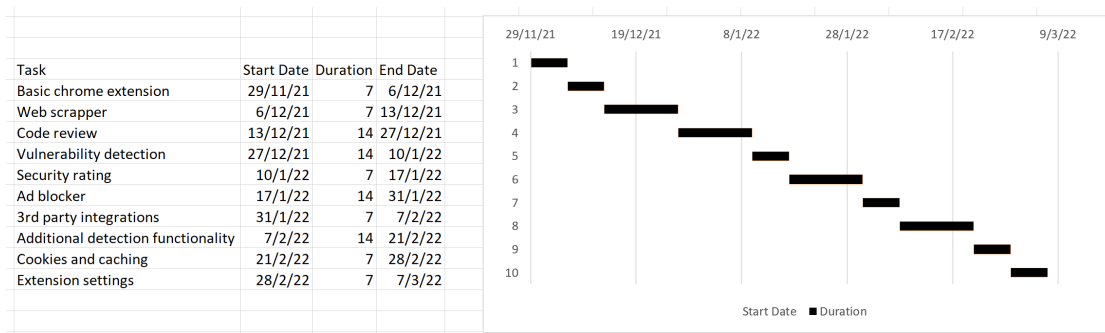 Task Start Date Duration End Date
Basic chrome extension 29/11/21 7 6/12/21
Web scrapper 6/12/21 7 13/12/21
Code review 13/12/21 14 27/12/21
Vulnerability detection 27/12/21 14 10/1/22
Security rating 10/1/22 7 17/1/22
Ad blocker 17/1/22 14 31/1/22
3rd party integrations 31/1/22 7 7/2/22
Additional detection functionality 7/2/22 14 21/2/22
Cookies and caching 21/2/22 7 28/2/22
Extension settings 28/2/22 7 7/3/22
29/11/21 19/12/21 8/1/22 28/1/22 17/2/22 9/3/22
1
2
3
4
5
6
7
8
9
10
Start Date Duration